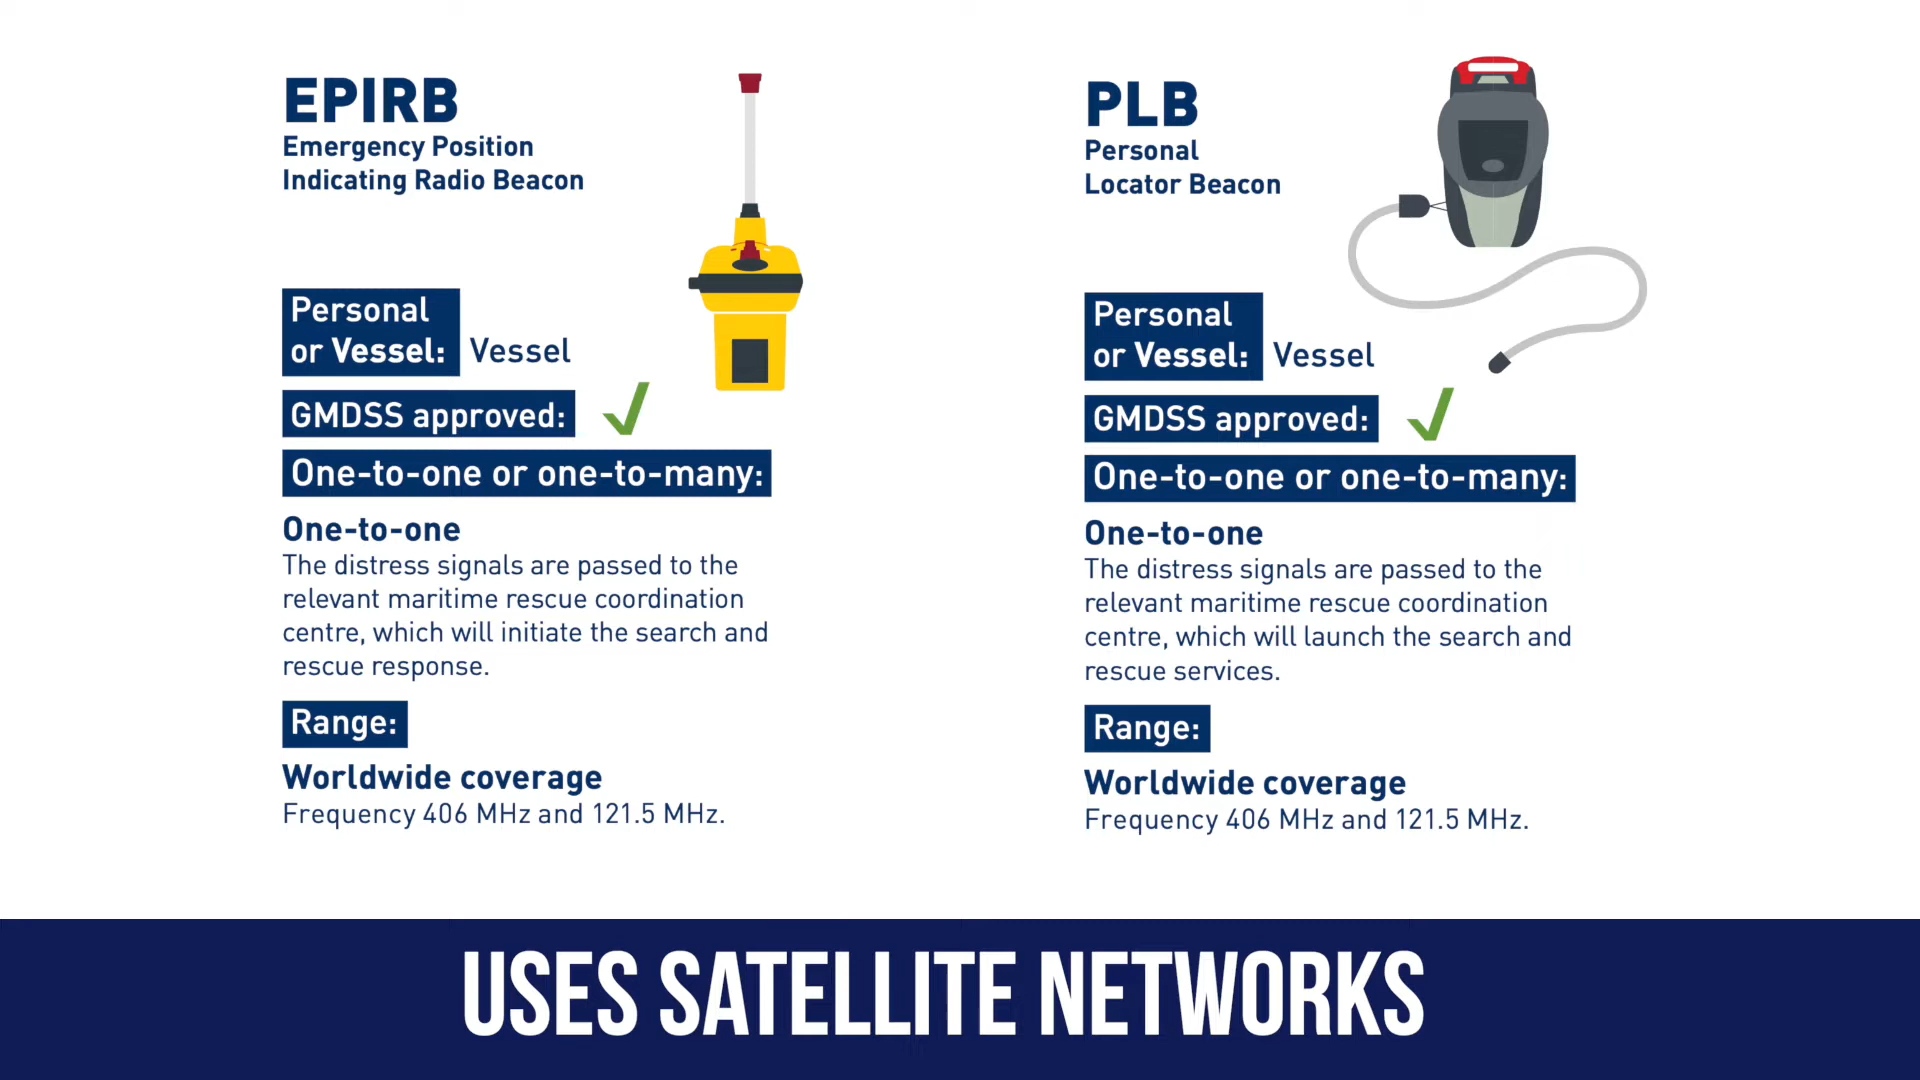 EPIRB
Emergency Position
Indicating Radio Beacon
Personal
or Vessel: Vessel
GMDSS approved:
One-to-one or one-to-many:
One-to-one
The distress signals are passed to the
relevant maritime rescue coordination
centre, which will initiate the search and
rescue response.
Range:
Worldwide coverage
Frequency 406 MHz and 121.5 MHz.
PLB
Personal
Locator Beacon
Personal
or Vessel: Vessel
GMDSS approved:
One-to-one or one-to-many:
One-to-one
The distress signals are passed to the
relevant maritime rescue coordination
centre, which will launch the search and
rescue services.
Range:
Worldwide coverage
Frequency 406 MHz and 121.5 MHz.
USES SATELLITE NETWORKS